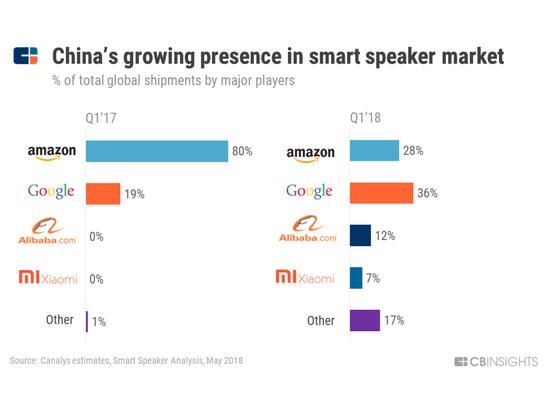 China's growing presence in smart speaker market
% of total global shipments by major players
Q1'17
amazon 80%
Google 19%
Alibaba.com 0%
MI Xiaomi 0%
Other 1%
Q1'18
amazon 28%
Google 36%
Alibaba.com 12%
MI Xiaomi 7%
Other 17%
Source: Canalys estimates, Smart Speaker Analysis, May 2018
CBINSIGHTS